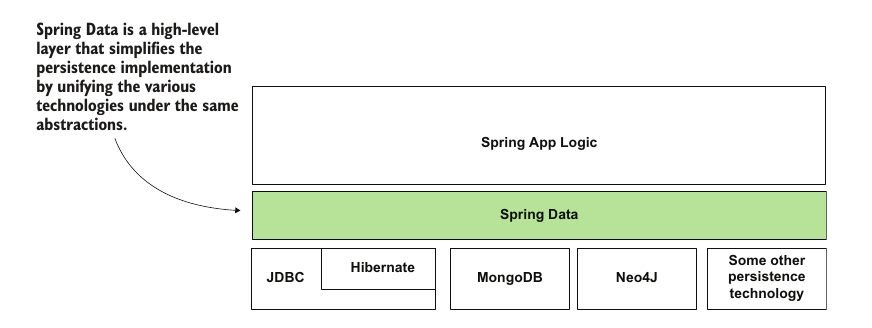 Spring Data is a high-level
layer that simplifies the
persistence implementation
by unifying the various
technologies under the same
abstractions.
Spring App Logic
Spring Data
JDBC
Hibernate
MongoDB
Neo4J
Some other
persistence
technology